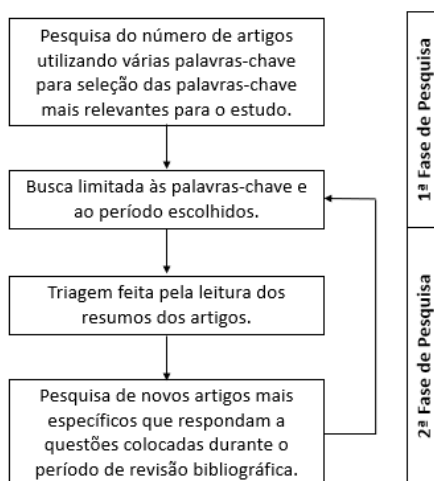 Pesquisa do número de artigos
utilizando várias palavras-chave
para seleção das palavras-chave
mais relevantes para o estudo.
Busca limitada às palavras-chave e
ao período escolhidos.
Triagem feita pela leitura dos
resumos dos artigos.
Pesquisa de novos artigos mais
específicos que respondam a
questões colocadas durante o
período de revisão bibliográfica.
1ª Fase de Pesquisa
2ª Fase de Pesquisa